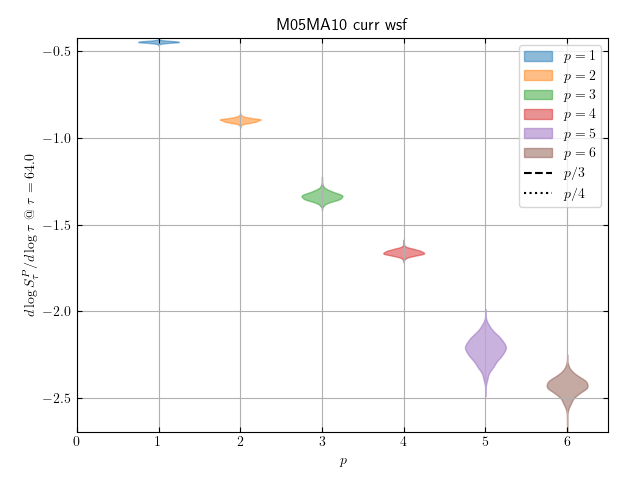 M05MA10 curr wsf
d log S_τ^P / d log τ @ τ = 64.0
−0.5
−1.0
−1.5
−2.0
−2.5
0 1 2 3 4 5 6
p
p = 1
p = 2
p = 3
p = 4
p = 5
p = 6
p/3
p/4